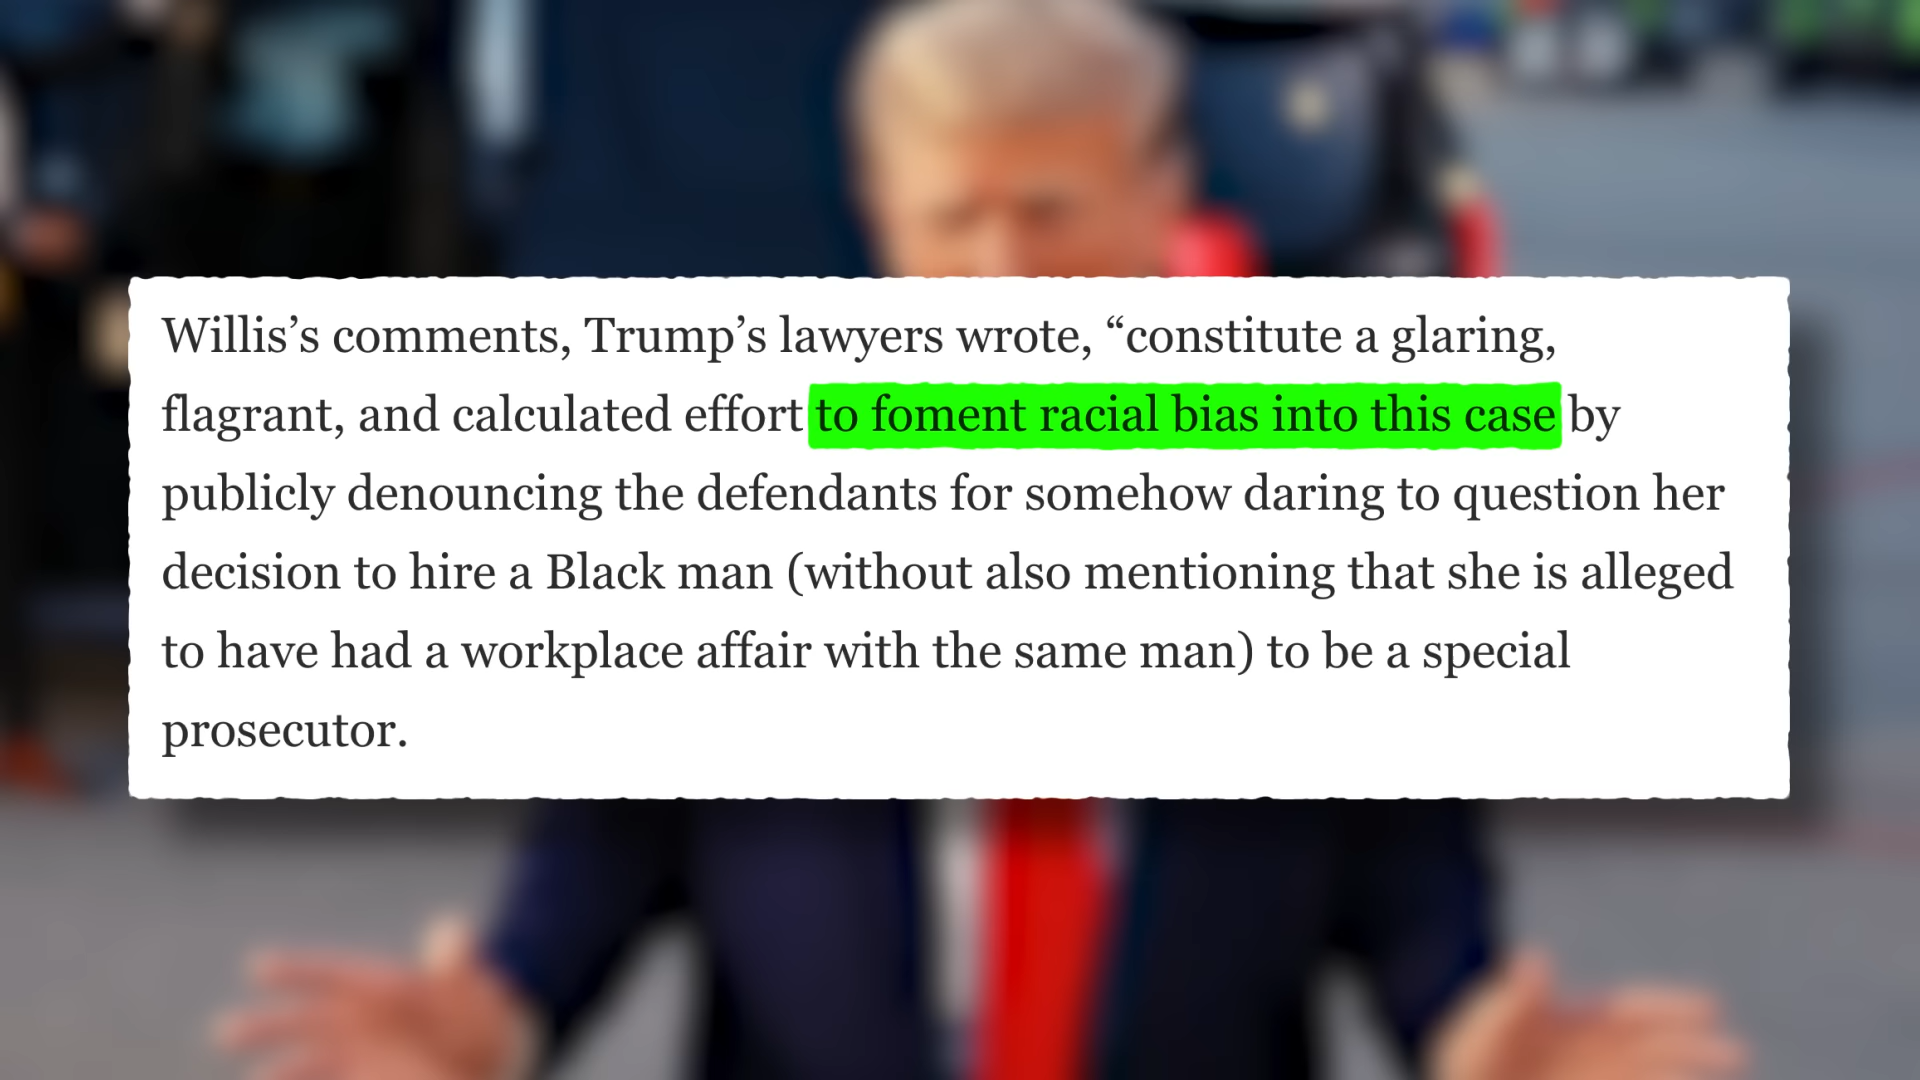 Willis’s comments, Trump’s lawyers wrote, “constitute a glaring,
flagrant, and calculated effort to foment racial bias into this case by
publicly denouncing the defendants for somehow daring to question her
decision to hire a Black man (without also mentioning that she is alleged
to have had a workplace affair with the same man) to be a special
prosecutor.